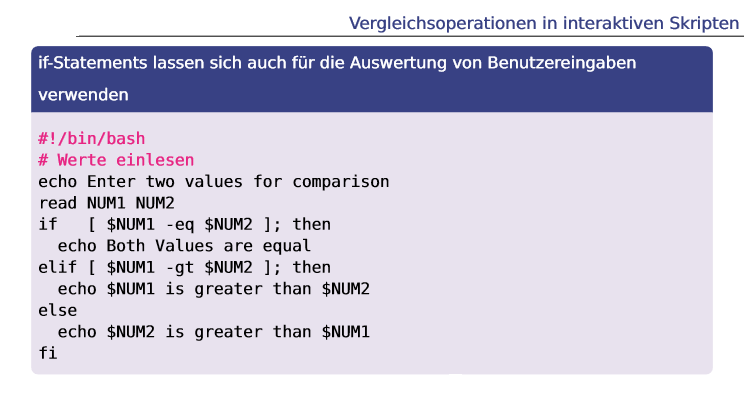 Vergleichsoperationen in interaktiven Skripten
if-Statements lassen sich auch für die Auswertung von Benutzereingaben
verwenden
#!/bin/bash
# Werte einlesen
echo Enter two values for comparison
read NUM1 NUM2
if   [ $NUM1 -eq $NUM2 ]; then
  echo Both Values are equal
elif [ $NUM1 -gt $NUM2 ]; then
  echo $NUM1 is greater than $NUM2
else
  echo $NUM2 is greater than $NUM1
fi